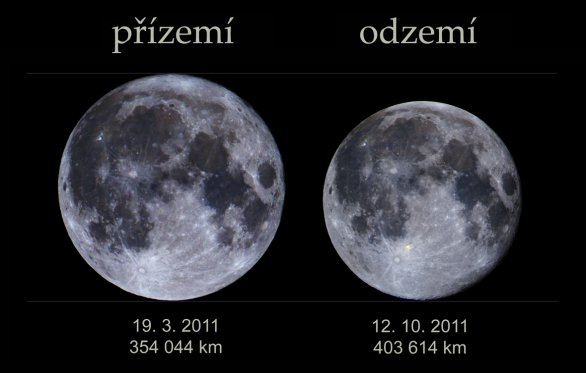 přízemí
odzemí
19. 3. 2011
354 044 km
12. 10. 2011
403 614 km